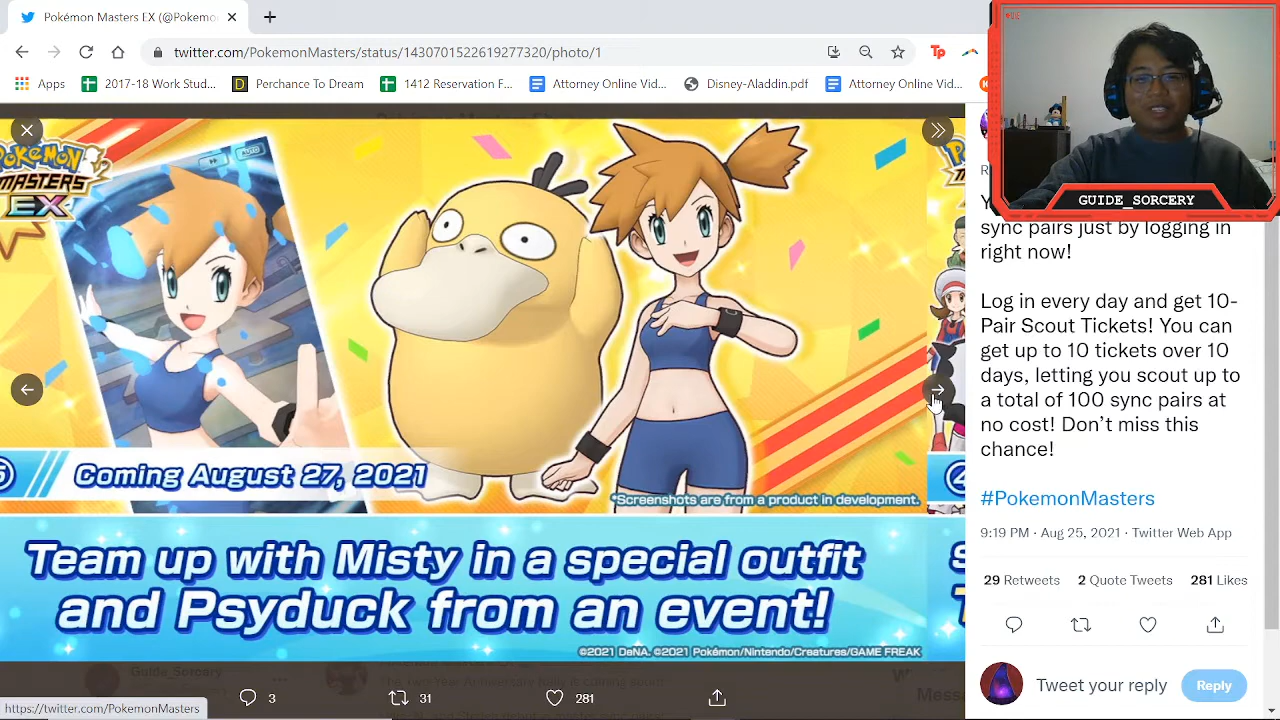 Pokémon Masters EX (@Pokemo
twitter.com/PokemonMasters/status/1430701522619277320/photo/1
Apps
2017-18 Work Stud...
Perchance To Dream
1412 Reservation F...
Attorney Online Vid...
Disney-Aladdin.pdf
Attorney Online Vid...
GUIDE_SORCERY
POKéMON
MASTERS
EX
AUTO
Coming August 27, 2021
*Screenshots are from a product in development.
Team up with Misty in a special outfit
and Psyduck from an event!
©2021 DeNA. ©2021 Pokémon/Nintendo/Creatures/GAME FREAK
sync pairs just by logging in
right now!
Log in every day and get 10-
Pair Scout Tickets! You can
get up to 10 tickets over 10
days, letting you scout up to
a total of 100 sync pairs at
no cost! Don't miss this
chance!
#PokemonMasters
9:19 PM · Aug 25, 2021 · Twitter Web App
29 Retweets 2 Quote Tweets 281 Likes
Tweet your reply
Reply
Guide_Sorcery
3
31
281
https://twitter.com/PokemonMasters